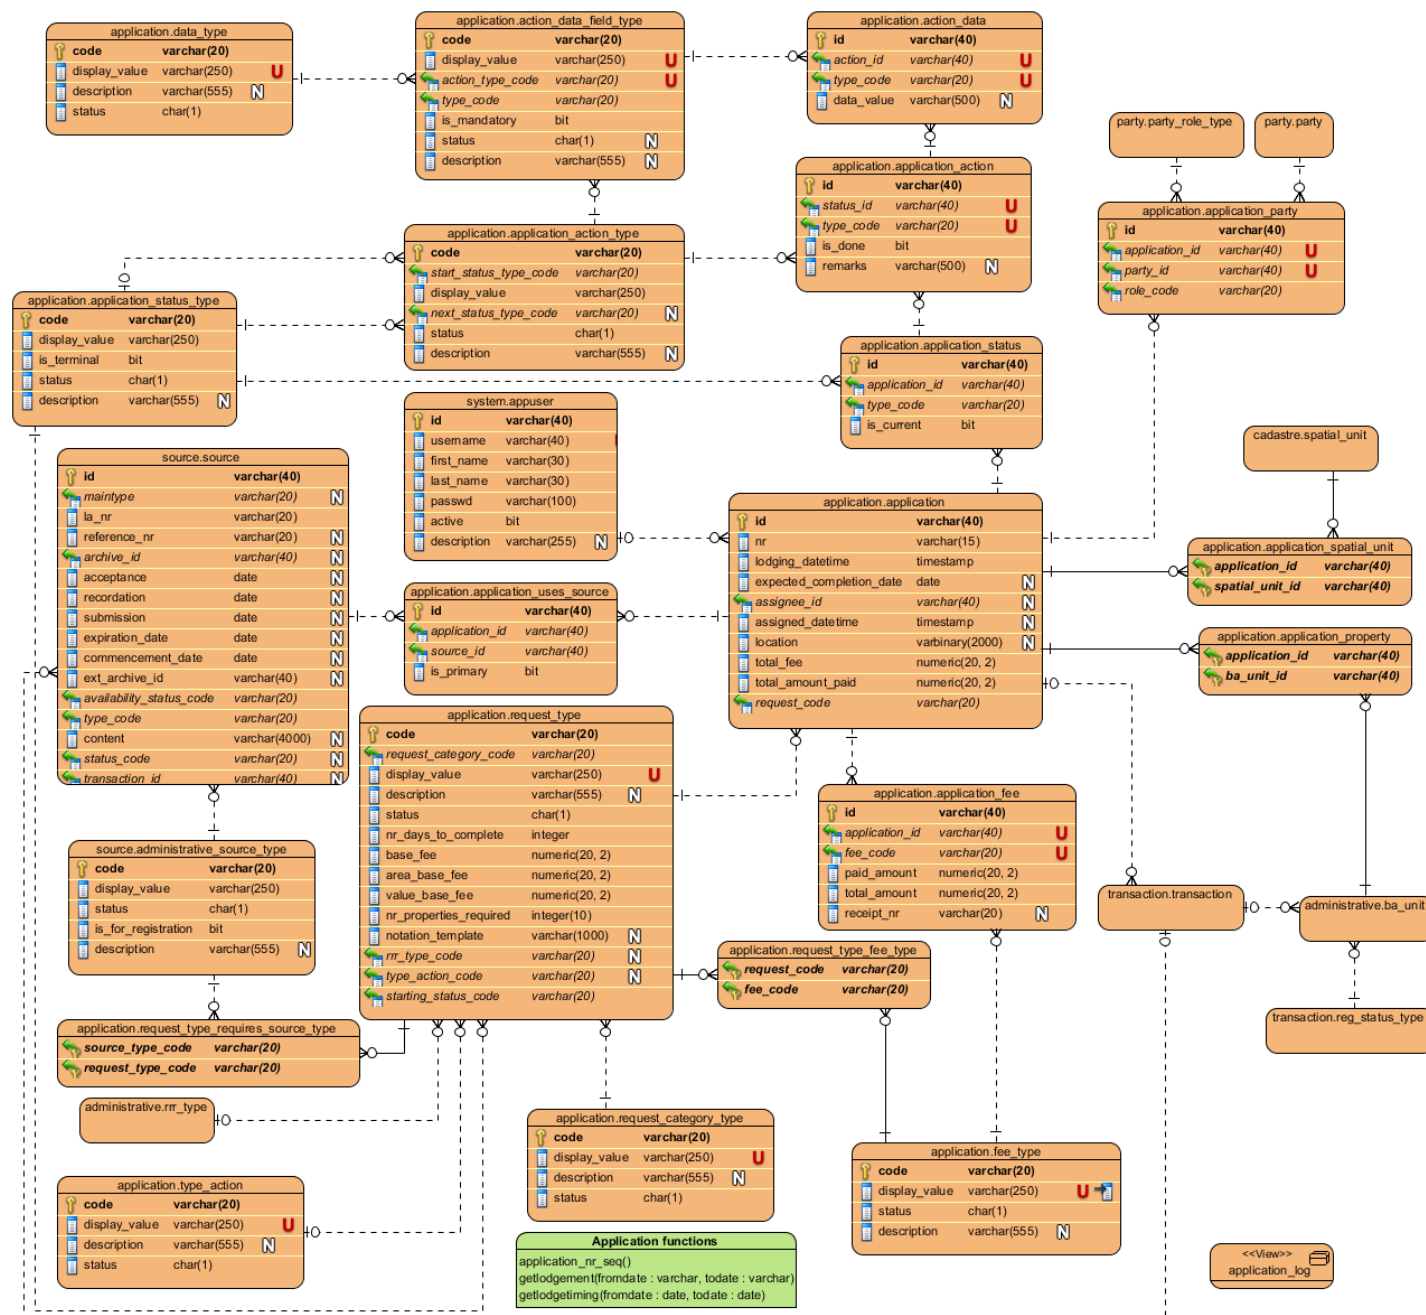 application.data_type
code varchar(20)
display_value varchar(250) U
description varchar(555) N
status char(1)
application.action_data_field_type
code varchar(20)
display_value varchar(250) U
action_type_code varchar(20) U
type_code varchar(20)
is_mandatory bit
status char(1) N
description varchar(555) N
application.action_data
id varchar(40)
action_id varchar(40) U
type_code varchar(20) U
data_value varchar(500) N
party.party_role_type
party.party
application.application_action
id varchar(40)
status_id varchar(40) U
type_code varchar(20) U
is_done bit
remarks varchar(500) N
application.application_party
id varchar(40)
application_id varchar(40) U
party_id varchar(40) U
role_code varchar(20)
application.application_action_type
code varchar(20)
start_status_type_code varchar(20)
display_value varchar(250)
next_status_type_code varchar(20) N
status char(1)
description varchar(555) N
application.application_status_type
code varchar(20)
display_value varchar(250)
is_terminal bit
status char(1)
description varchar(555) N
application.application_status
id varchar(40)
application_id varchar(40)
type_code varchar(20)
is_current bit
system.appuser
id varchar(40)
username varchar(40)
first_name varchar(30)
last_name varchar(30)
passwd varchar(100)
active bit
description varchar(255) N
cadastre.spatial_unit
source.source
id varchar(40)
maintype varchar(20) N
la_nr varchar(20)
reference_nr varchar(20) N
archive_id varchar(40) N
acceptance date N
recordation date N
submission date N
expiration_date date N
commencement_date date N
ext_archive_id varchar(40) N
availability_status_code varchar(20)
type_code varchar(20)
content varchar(4000) N
status_code varchar(20) N
transaction_id varchar(40) N
application.application
id varchar(40)
nr varchar(15)
lodging_datetime timestamp
expected_completion_date date N
assignee_id varchar(40) N
assigned_datetime timestamp N
location varbinary(2000) N
total_fee numeric(20, 2)
total_amount_paid numeric(20, 2)
request_code varchar(20)
application.application_spatial_unit
application_id varchar(40)
spatial_unit_id varchar(40)
application.application_uses_source
id varchar(40)
application_id varchar(40)
source_id varchar(40)
is_primary bit
application.application_property
application_id varchar(40)
ba_unit_id varchar(40)
application.request_type
code varchar(20)
request_category_code varchar(20)
display_value varchar(250) U
description varchar(555) N
status char(1)
nr_days_to_complete integer
base_fee numeric(20, 2)
area_base_fee numeric(20, 2)
value_base_fee numeric(20, 2)
nr_properties_required integer(10)
notation_template varchar(1000) N
rrr_type_code varchar(20) N
type_action_code varchar(20) N
starting_status_code varchar(20)
application.application_fee
id varchar(40)
application_id varchar(40) U
fee_code varchar(20) U
paid_amount numeric(20, 2)
total_amount numeric(20, 2)
receipt_nr varchar(20) N
source.administrative_source_type
code varchar(20)
display_value varchar(250)
status char(1)
is_for_registration bit
description varchar(555) N
transaction.transaction
administrative.ba_unit
application.request_type_fee_type
request_code varchar(20)
fee_code varchar(20)
transaction.reg_status_type
application.request_type_requires_source_type
source_type_code varchar(20)
request_type_code varchar(20)
administrative.rrr_type
application.request_category_type
code varchar(20)
display_value varchar(250) U
description varchar(555) N
status char(1)
application.fee_type
code varchar(20)
display_value varchar(250) U
status char(1)
description varchar(555) N
application.type_action
code varchar(20)
display_value varchar(250) U
description varchar(555) N
status char(1)
Application functions
application_nr_seq()
getlodgement(fromdate : varchar, todate : varchar)
getlodgetiming(fromdate : date, todate : date)
<<View>>
application_log